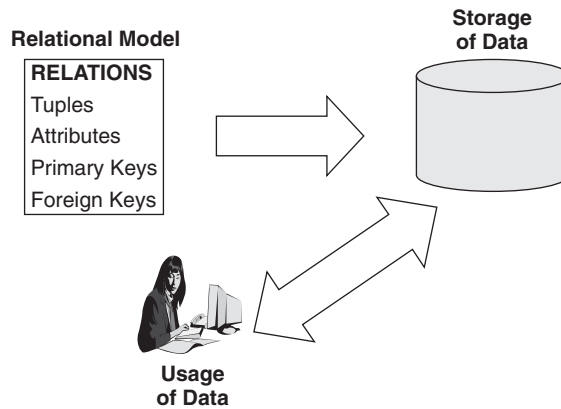 Relational Model
RELATIONS
Tuples
Attributes
Primary Keys
Foreign Keys
Storage
of Data
Usage
of Data